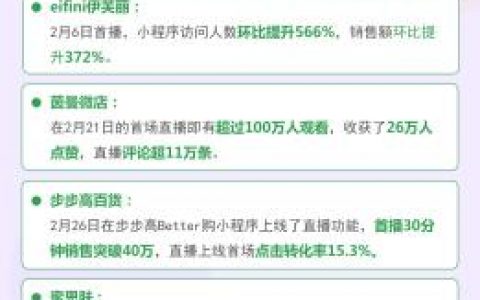 eifini伊芙丽：
2月6日首播，小程序访问人数环比提升566%，销售额环比提
升372%。
茵曼微店：
在2月21日的首场直播即有超过100万人观看，收获了26万人
点赞，直播评论超11万条。
步步高百货：
2月26日在步步高Better购小程序上线了直播功能，首播30分
钟销售突破40万，直播上线首场点击转化率15.3%。